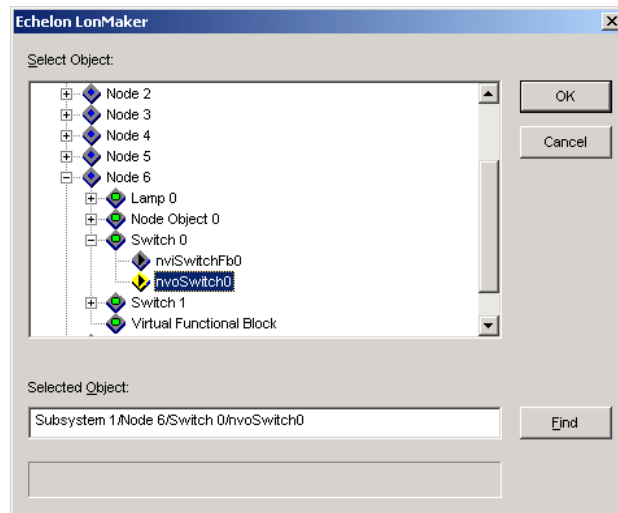 Echelon LonMaker
Select Object:
Node 2
Node 3
Node 4
Node 5
Node 6
Lamp 0
Node Object 0
Switch 0
nviSwitchFb0
nvoSwitch0
Switch 1
Virtual Functional Block
OK
Cancel
Selected Object:
Subsystem 1/Node 6/Switch 0/nvoSwitch0
Find